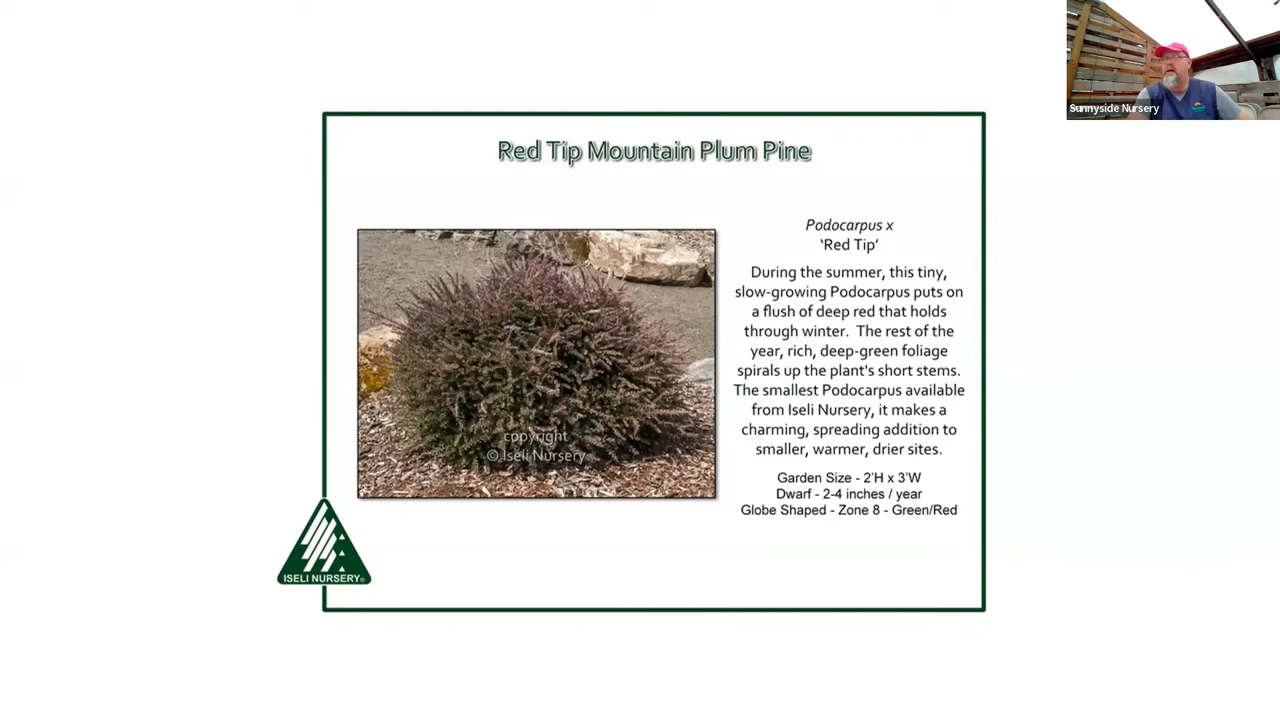 Sunnyside Nursery
Red Tip Mountain Plum Pine
Podocarpus x
‘Red Tip’
During the summer, this tiny,
slow-growing Podocarpus puts on
a flush of deep red that holds
through winter.  The rest of the
year, rich, deep-green foliage
spirals up the plant's short stems.
The smallest Podocarpus available
from Iseli Nursery, it makes a
charming, spreading addition to
smaller, warmer, drier sites.
Garden Size - 2'H x 3'W
Dwarf - 2-4 inches / year
Globe Shaped - Zone 8 - Green/Red
copyright
© Iseli Nursery
ISELI NURSERY®